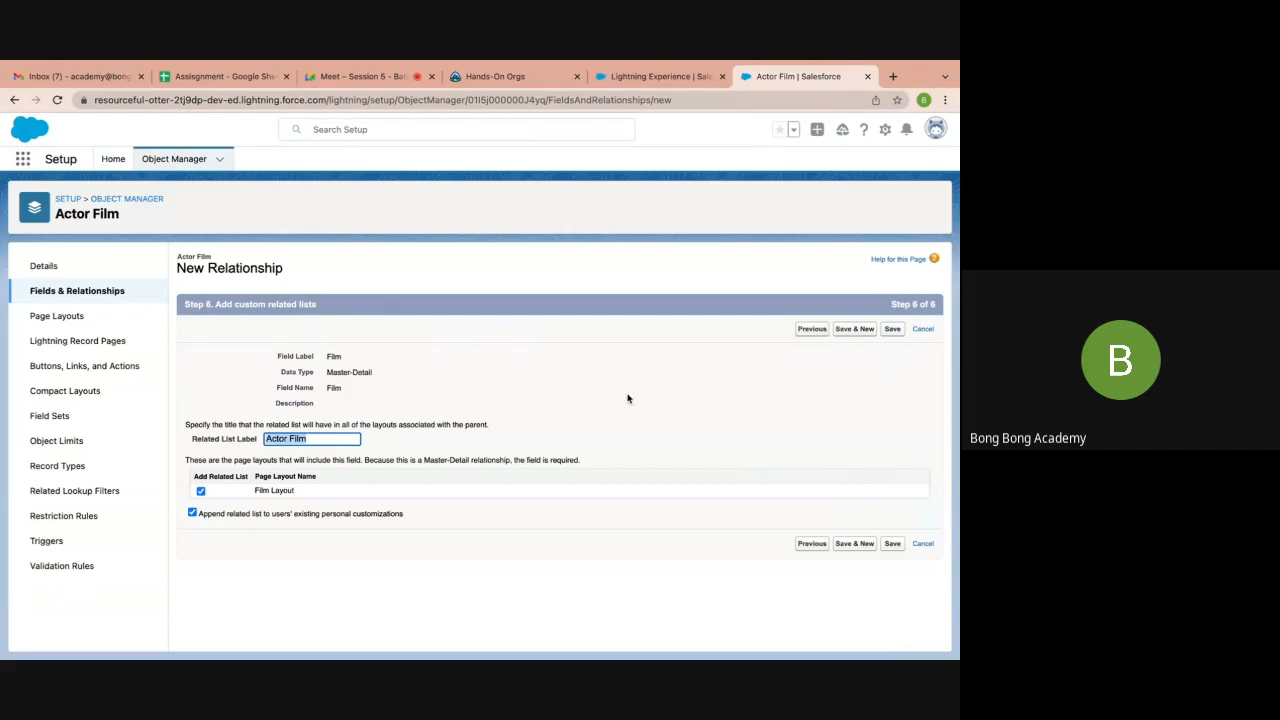 Inbox (7) - academy@bong
Assisgnment - Google She
Meet – Session 5 - Bat
Hands-On Orgs
Lightning Experience | Sale
Actor Film | Salesforce
resourceful-otter-2tj9dp-dev-ed.lightning.force.com/lightning/setup/ObjectManager/01I5j000000J4yq/FieldsAndRelationships/new
B
Search Setup
Setup
Home
Object Manager
SETUP > OBJECT MANAGER
Actor Film
Details
Fields & Relationships
Page Layouts
Lightning Record Pages
Buttons, Links, and Actions
Compact Layouts
Field Sets
Object Limits
Record Types
Related Lookup Filters
Restriction Rules
Triggers
Validation Rules
Actor Film
New Relationship
Help for this Page ?
Step 6. Add custom related lists
Step 6 of 6
Previous Save & New Save Cancel
Field Label Film
Data Type Master-Detail
Field Name Film
Description
Specify the title that the related list will have in all of the layouts associated with the parent.
Related List Label Actor Film
These are the page layouts that will include this field. Because this is a Master-Detail relationship, the field is required.
Add Related List Page Layout Name
Film Layout
Append related list to users' existing personal customizations
Previous Save & New Save Cancel
B
Bong Bong Academy